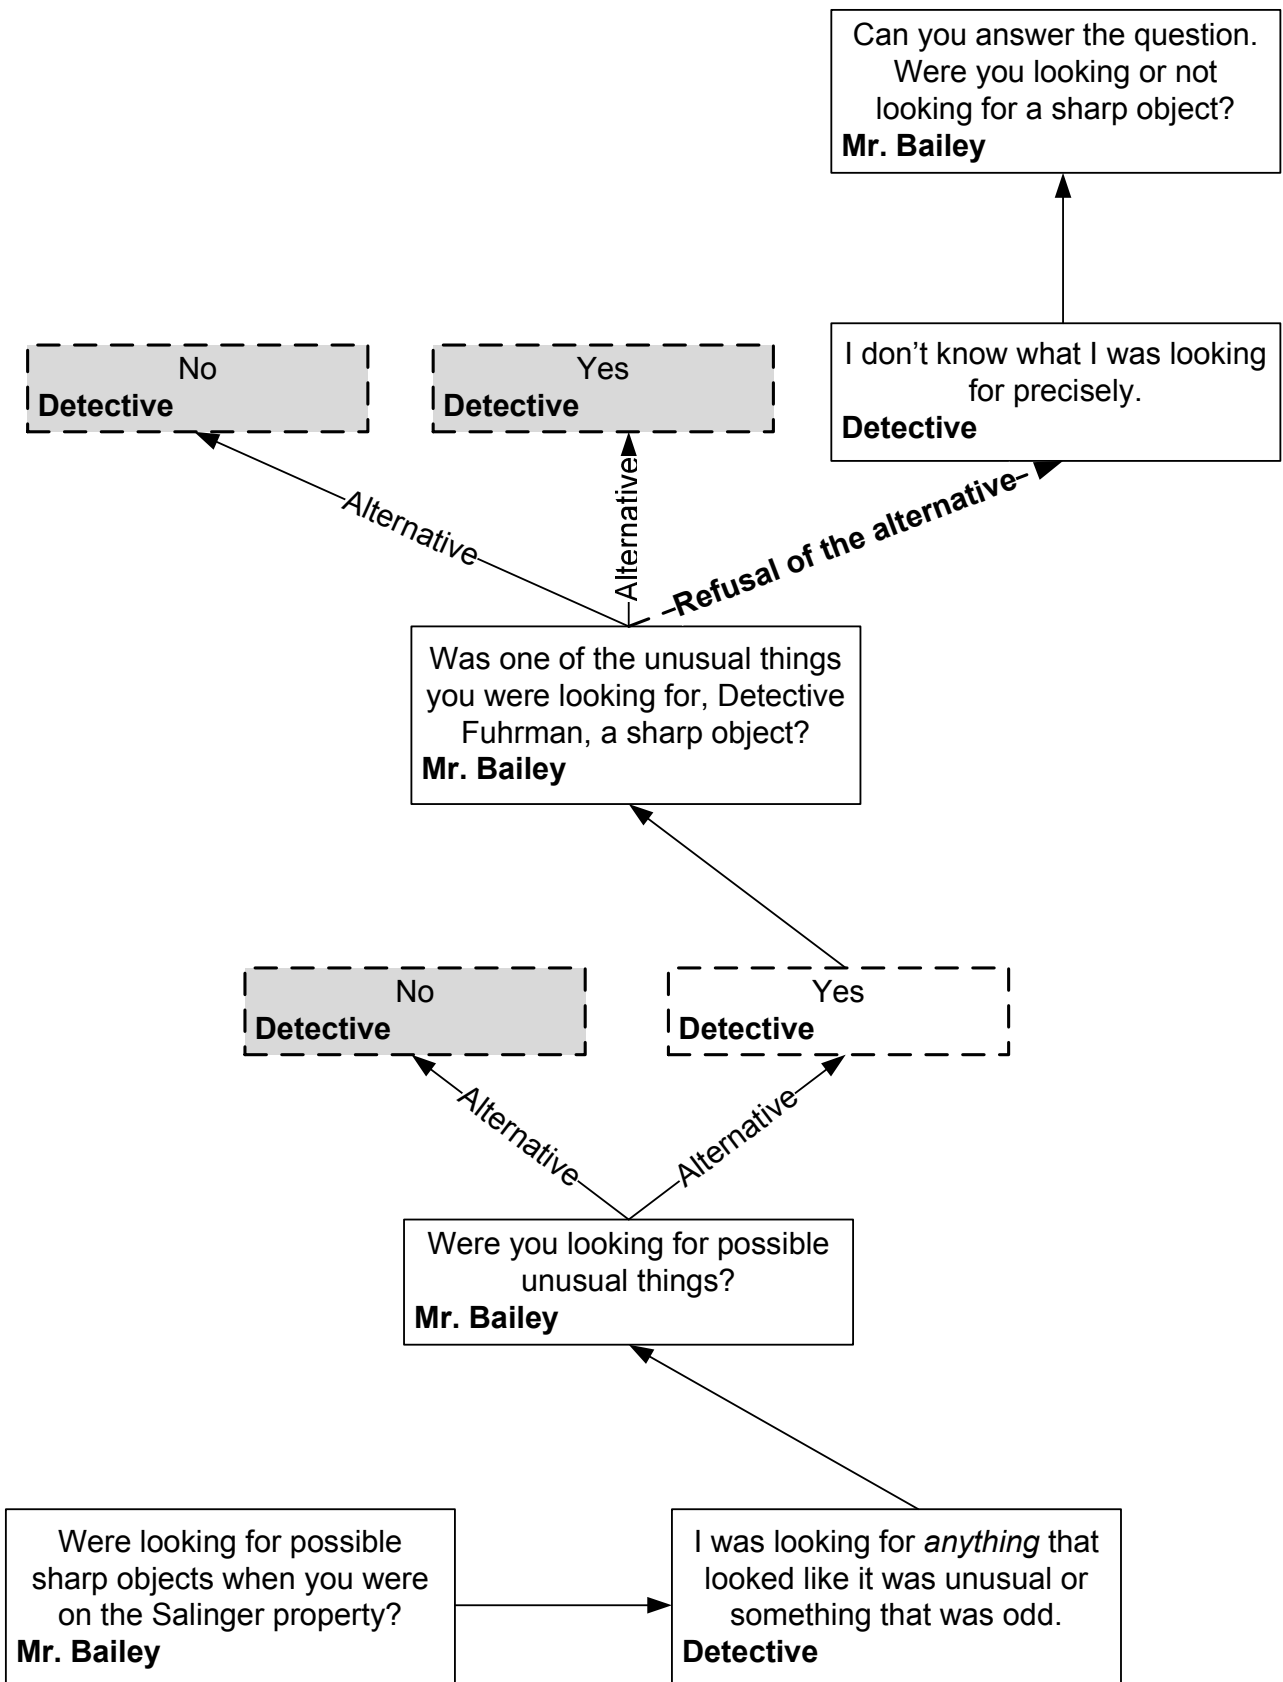 Can you answer the question.
Were you looking or not
looking for a sharp object?
Mr. Bailey
I don’t know what I was looking
for precisely.
Detective
No
Detective
Yes
Detective
Alternative
Alternative
Refusal of the alternative
Was one of the unusual things
you were looking for, Detective
Fuhrman, a sharp object?
Mr. Bailey
No
Detective
Yes
Detective
Alternative
Alternative
Were you looking for possible
unusual things?
Mr. Bailey
Were looking for possible
sharp objects when you were
on the Salinger property?
Mr. Bailey
I was looking for anything that
looked like it was unusual or
something that was odd.
Detective